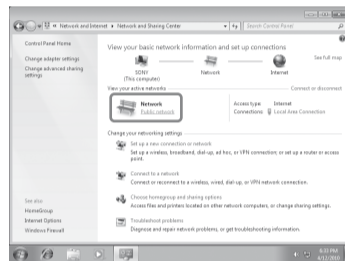 « Network and Internet ▸ Network and Sharing Center
Search Control Panel
Control Panel Home
Change adapter settings
Change advanced sharing settings
View your basic network information and set up connections
See full map
SONY
(This computer)
Network
Internet
View your active networks
Connect or disconnect
Network
Public network
Access type: Internet
Connections: Local Area Connection
Change your networking settings
Set up a new connection or network
Set up a wireless, broadband, dial-up, ad hoc, or VPN connection; or set up a router or access
point.
Connect to a network
Connect or reconnect to a wireless, wired, dial-up, or VPN network connection.
Choose homegroup and sharing options
Access files and printers located on other network computers, or change sharing settings.
Troubleshoot problems
Diagnose and repair network problems, or get troubleshooting information.
See also
HomeGroup
Internet Options
Windows Firewall